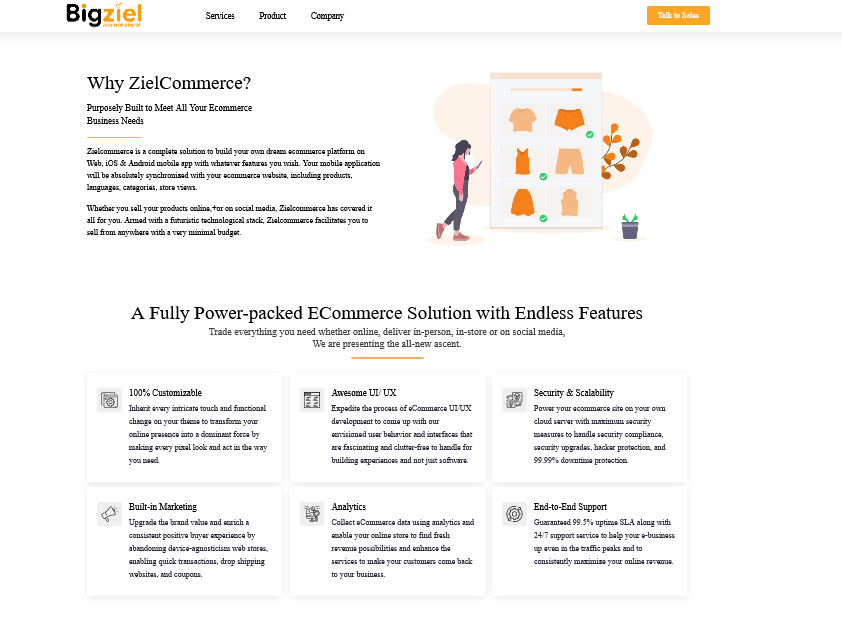 Bigziel
Services
Product
Company
Talk to Sales
Why ZielCommerce?
Purposely Built to Meet All Your Ecommerce
Business Needs
Zielcommerce is a complete solution to build your own dream ecommerce platform on
Web, iOS & Android mobile app with whatever features you wish. Your mobile application
will be absolutely synchronized with your ecommerce website, including products,
languages, categories, store views.
Whether you sell your products online,+or on social media, Zielcommerce has covered it
all for you. Armed with a futuristic technological stack, Zielcommerce facilitates you to
sell from anywhere with a very minimal budget.
A Fully Power-packed ECommerce Solution with Endless Features
Trade everything you need whether online, deliver in-person, in-store or on social media,
We are presenting the all-new ascent.
100% Customizable
Inherit every intricate touch and functional
change on your theme to transform your
online presence into a dominant force by
making every pixel look and act in the way
you need.
Awesome UI/ UX
Expedite the process of eCommerce UI/UX
development to come up with our
envisioned user behavior and interfaces that
are fascinating and clutter-free to handle for
building experiences and not just software.
Security & Scalability
Power your ecommerce site on your own
cloud server with maximum security
measures to handle security compliance,
security upgrades, hacker protection, and
99.99% downtime protection.
Built-in Marketing
Upgrade the brand value and enrich a
consistent positive buyer experience by
abandoning device-agnosticism web stores,
enabling quick transactions, drop shipping
websites, and coupons.
Analytics
Collect eCommerce data using analytics and
enable your online store to find fresh
revenue possibilities and enhance the
services to make your customers come back
to your business.
End-to-End Support
Guaranteed 99.5% uptime SLA along with
24/7 support service to help your e-business
up even in the traffic peaks and to
consistently maximize your online revenue.